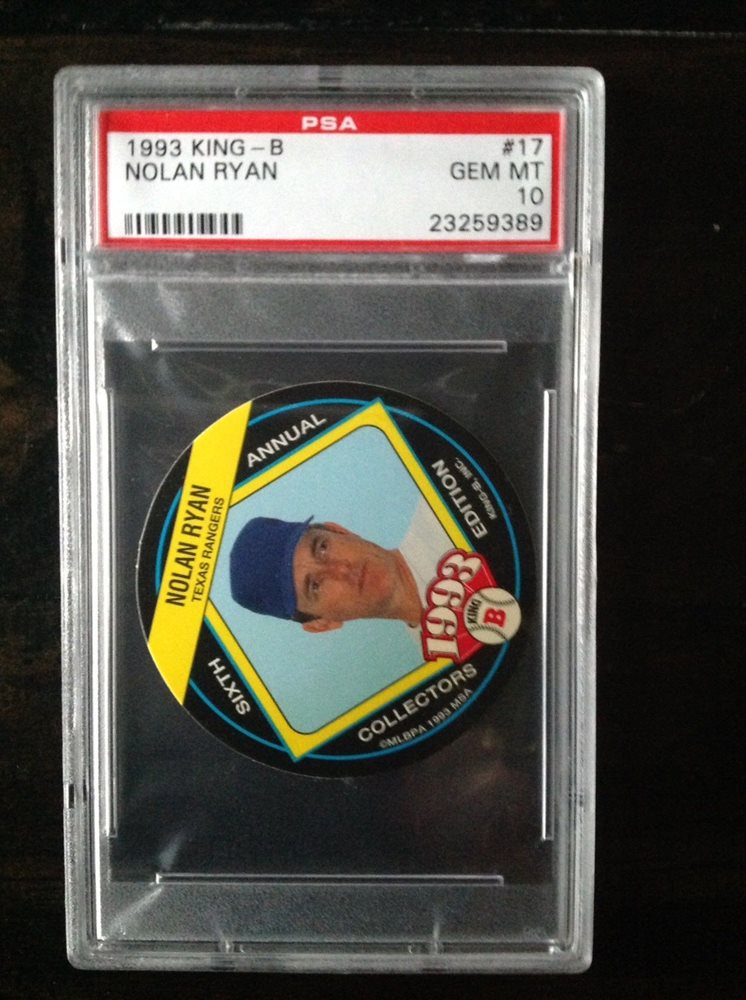 PSA
1993 KING-B #17
NOLAN RYAN GEM MT
10
23259389
NOLAN RYAN
TEXAS RANGERS
SIXTH
ANNUAL
COLLECTORS
EDITION
KING-B, INC.
©MLBPA 1993 MSA
1993
KING
B